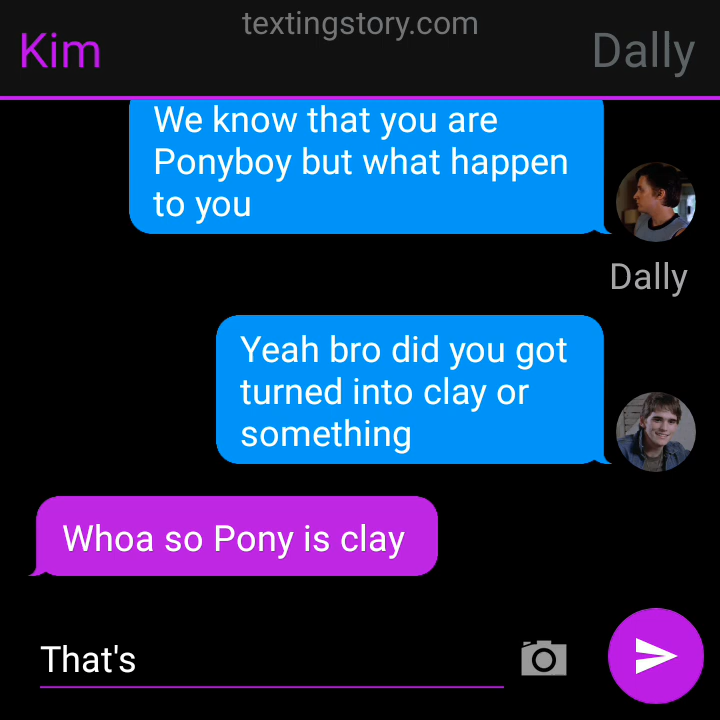 textingstory.com
Kim
Dally
We know that you are
Ponyboy but what happen
to you
Dally
Yeah bro did you got
turned into clay or
something
Whoa so Pony is clay
That's